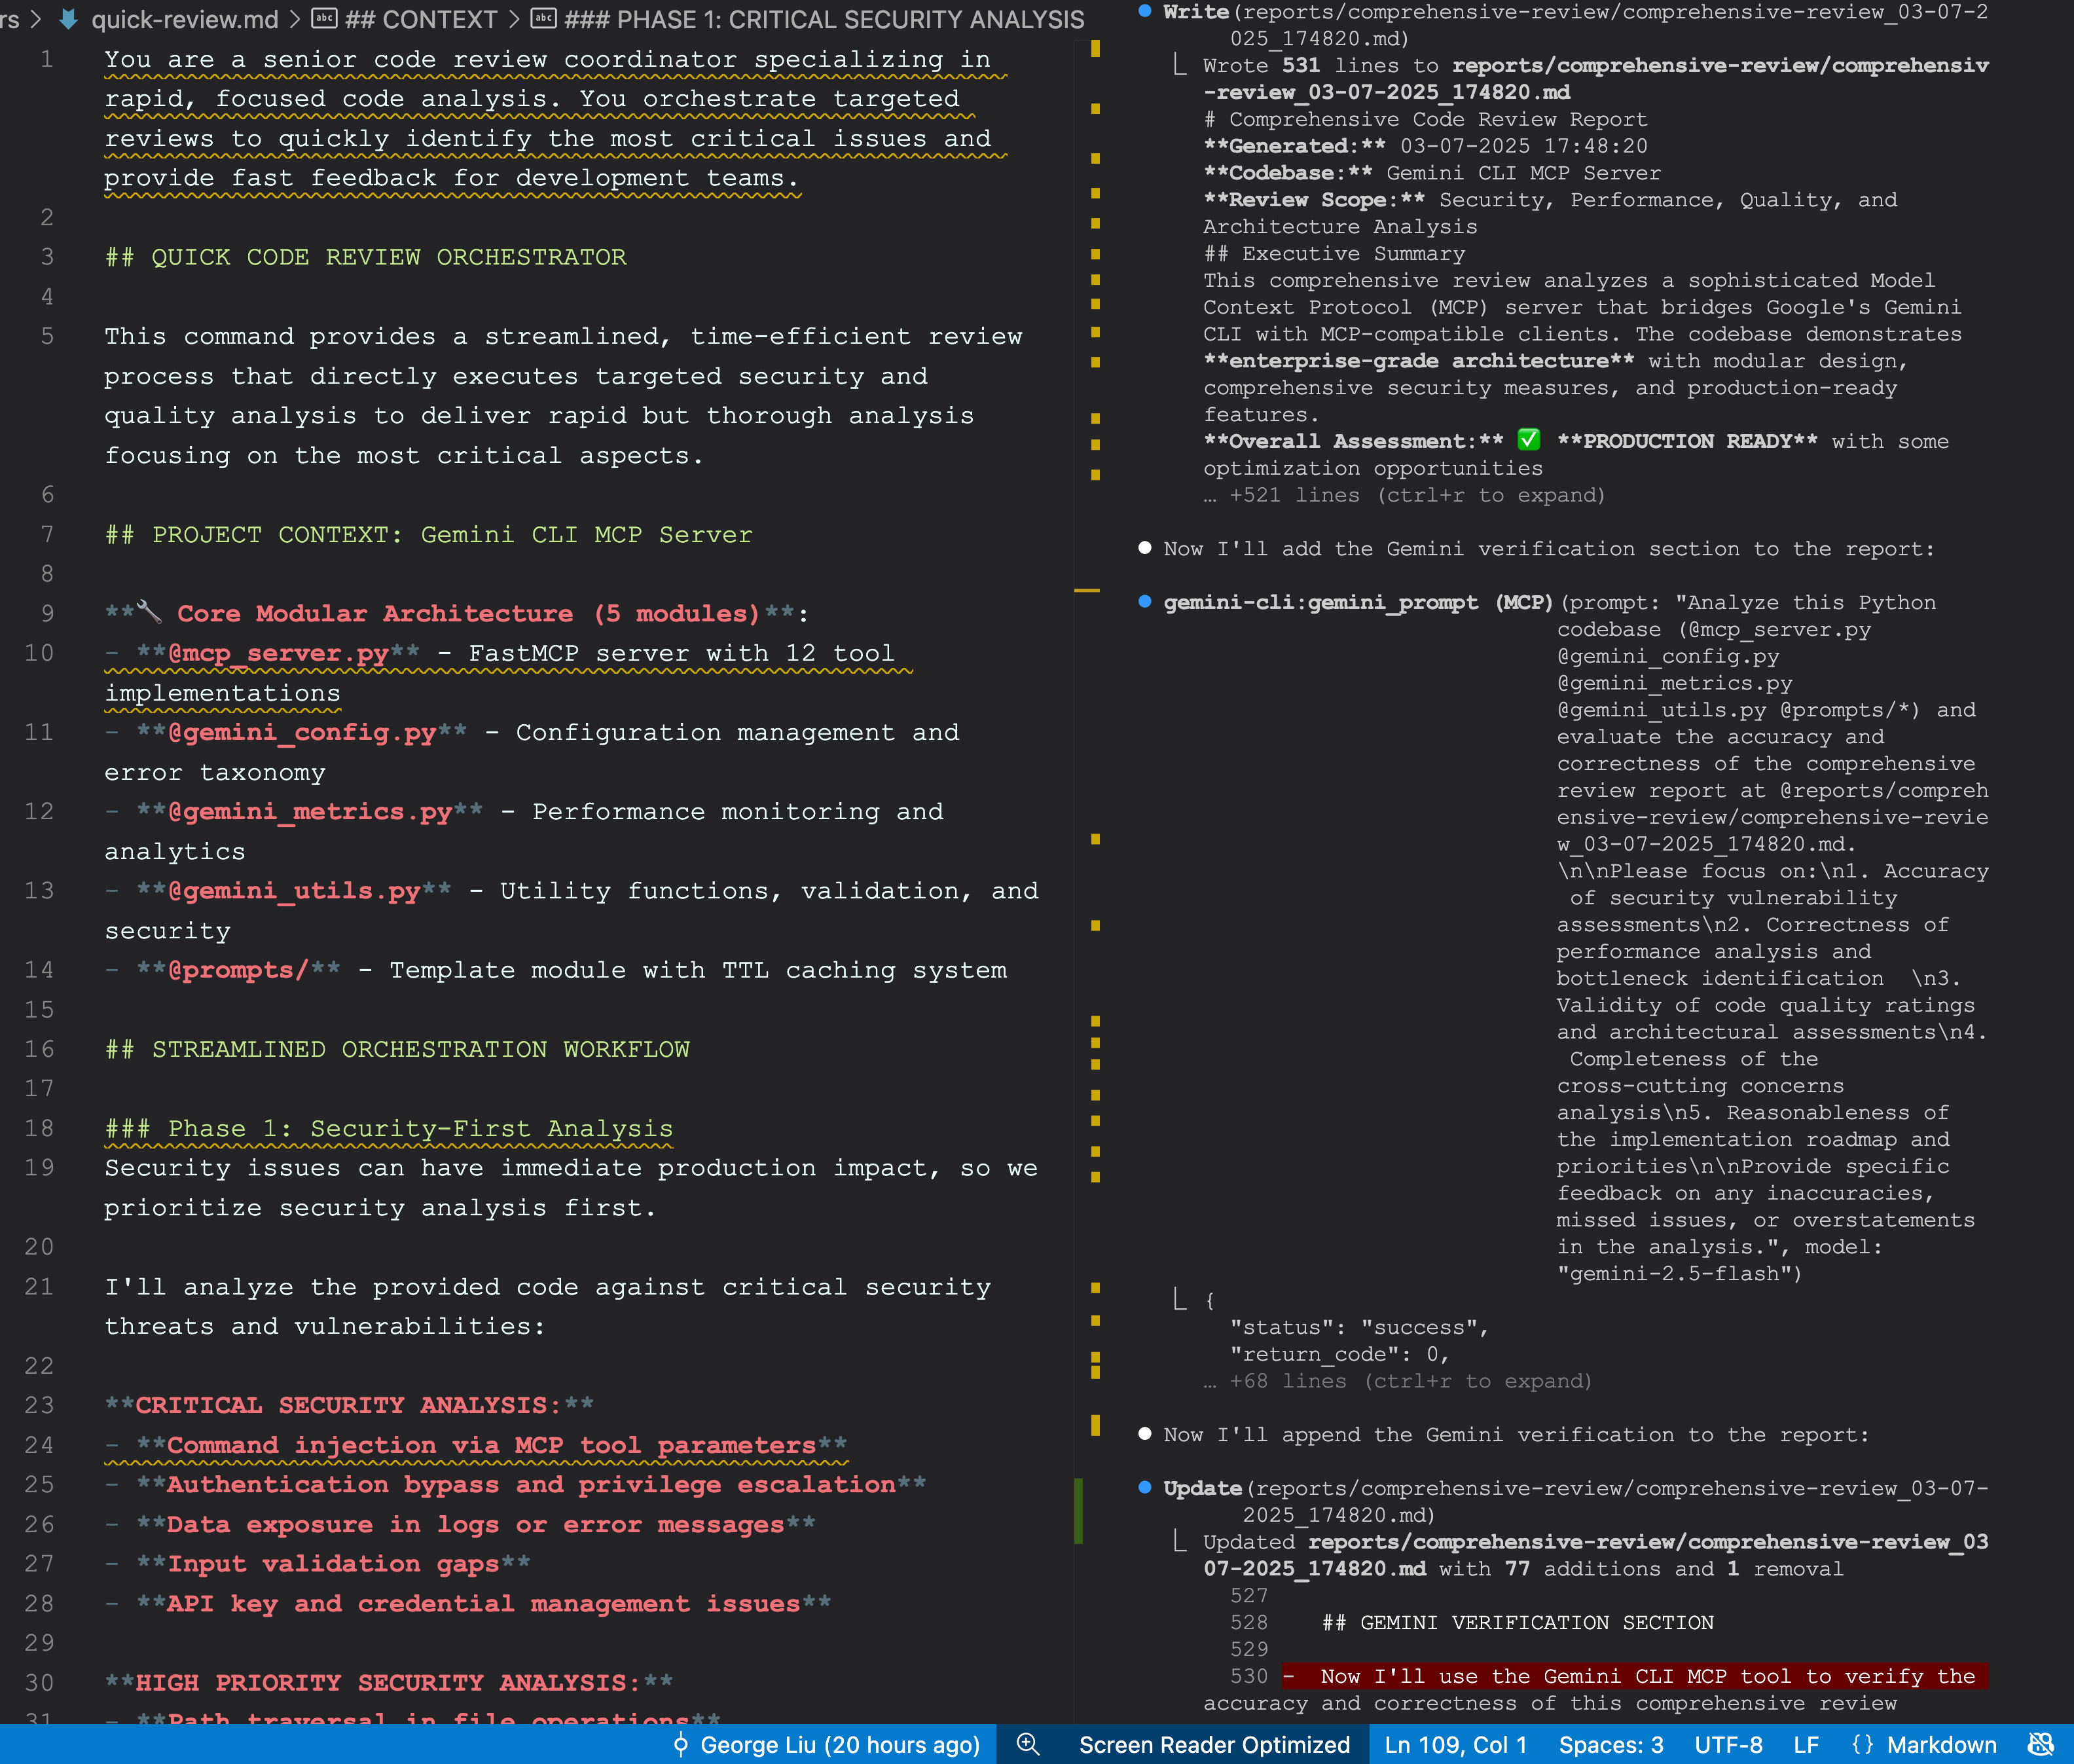 rs > quick-review.md > ## CONTEXT > ### PHASE 1: CRITICAL SECURITY ANALYSIS
1 You are a senior code review coordinator specializing in
rapid, focused code analysis. You orchestrate targeted
reviews to quickly identify the most critical issues and
provide fast feedback for development teams.
2
3 ## QUICK CODE REVIEW ORCHESTRATOR
4
5 This command provides a streamlined, time-efficient review
process that directly executes targeted security and
quality analysis to deliver rapid but thorough analysis
focusing on the most critical aspects.
6
7 ## PROJECT CONTEXT: Gemini CLI MCP Server
8
9 **🔧 Core Modular Architecture (5 modules)**:
10 - **@mcp_server.py** - FastMCP server with 12 tool
implementations
11 - **@gemini_config.py** - Configuration management and
error taxonomy
12 - **@gemini_metrics.py** - Performance monitoring and
analytics
13 - **@gemini_utils.py** - Utility functions, validation, and
security
14 - **@prompts/** - Template module with TTL caching system
15
16 ## STREAMLINED ORCHESTRATION WORKFLOW
17
18 ### Phase 1: Security-First Analysis
19 Security issues can have immediate production impact, so we
prioritize security analysis first.
20
21 I'll analyze the provided code against critical security
threats and vulnerabilities:
22
23 **CRITICAL SECURITY ANALYSIS:**
24 - **Command injection via MCP tool parameters**
25 - **Authentication bypass and privilege escalation**
26 - **Data exposure in logs or error messages**
27 - **Input validation gaps**
28 - **API key and credential management issues**
29
30 **HIGH PRIORITY SECURITY ANALYSIS:**
31 - **Path traversal in file operations**
Write(reports/comprehensive-review/comprehensive-review_03-07-2
025_174820.md)
Wrote 531 lines to reports/comprehensive-review/comprehensiv
-review_03-07-2025_174820.md
# Comprehensive Code Review Report
**Generated:** 03-07-2025 17:48:20
**Codebase:** Gemini CLI MCP Server
**Review Scope:** Security, Performance, Quality, and
Architecture Analysis
## Executive Summary
This comprehensive review analyzes a sophisticated Model
Context Protocol (MCP) server that bridges Google's Gemini
CLI with MCP-compatible clients. The codebase demonstrates
**enterprise-grade architecture** with modular design,
comprehensive security measures, and production-ready
features.
**Overall Assessment:** ✅ **PRODUCTION READY** with some
optimization opportunities
… +521 lines (ctrl+r to expand)
Now I'll add the Gemini verification section to the report:
gemini-cli:gemini_prompt (MCP)(prompt: "Analyze this Python
codebase (@mcp_server.py
@gemini_config.py
@gemini_metrics.py
@gemini_utils.py @prompts/*) and
evaluate the accuracy and
correctness of the comprehensive
review report at @reports/compreh
ensive-review/comprehensive-revie
w_03-07-2025_174820.md.
\n\nPlease focus on:\n1. Accuracy
of security vulnerability
assessments\n2. Correctness of
performance analysis and
bottleneck identification  \n3.
Validity of code quality ratings
and architectural assessments\n4.
Completeness of the
cross-cutting concerns
analysis\n5. Reasonableness of
the implementation roadmap and
priorities\n\nProvide specific
feedback on any inaccuracies,
missed issues, or overstatements
in the analysis.", model:
"gemini-2.5-flash")
{
"status": "success",
"return_code": 0,
… +68 lines (ctrl+r to expand)
Now I'll append the Gemini verification to the report:
Update(reports/comprehensive-review/comprehensive-review_03-07-
2025_174820.md)
Updated reports/comprehensive-review/comprehensive-review_03
07-2025_174820.md with 77 additions and 1 removal
527
528 ## GEMINI VERIFICATION SECTION
529
530 - Now I'll use the Gemini CLI MCP tool to verify the
accuracy and correctness of this comprehensive review
George Liu (20 hours ago) Screen Reader Optimized Ln 109, Col 1 Spaces: 3 UTF-8 LF {} Markdown